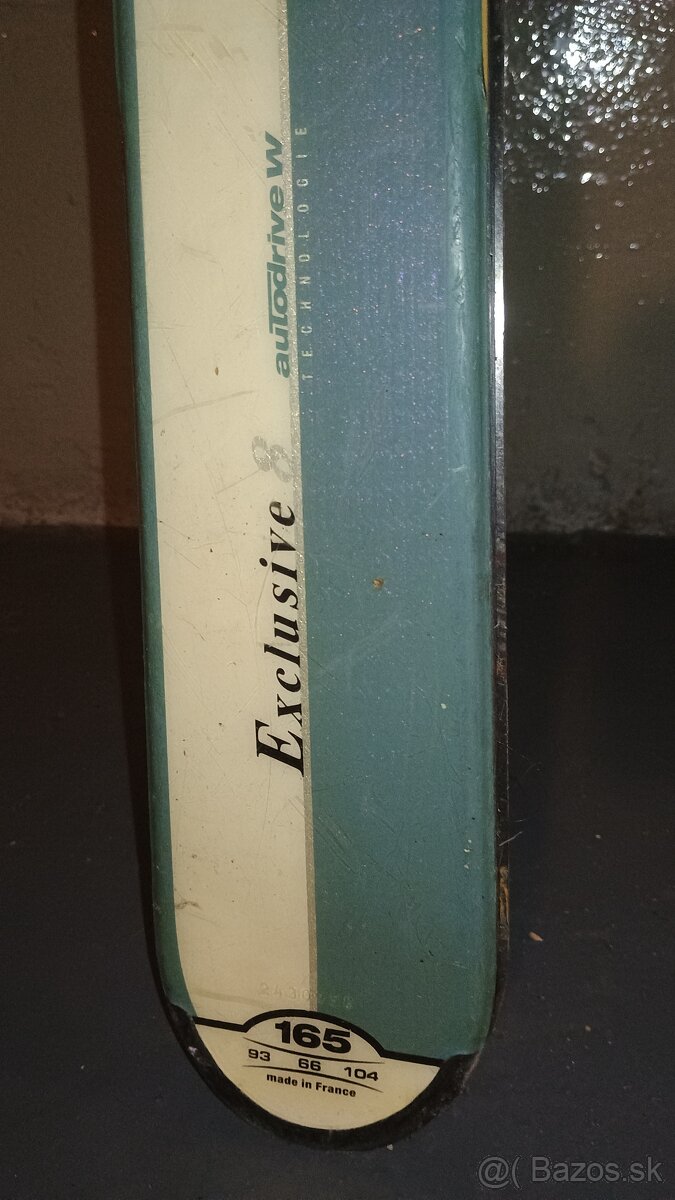 autodrive W
TECHNOLOGIE
Exclusive 8
165
93 66 104
made in France
@( Bazos.sk